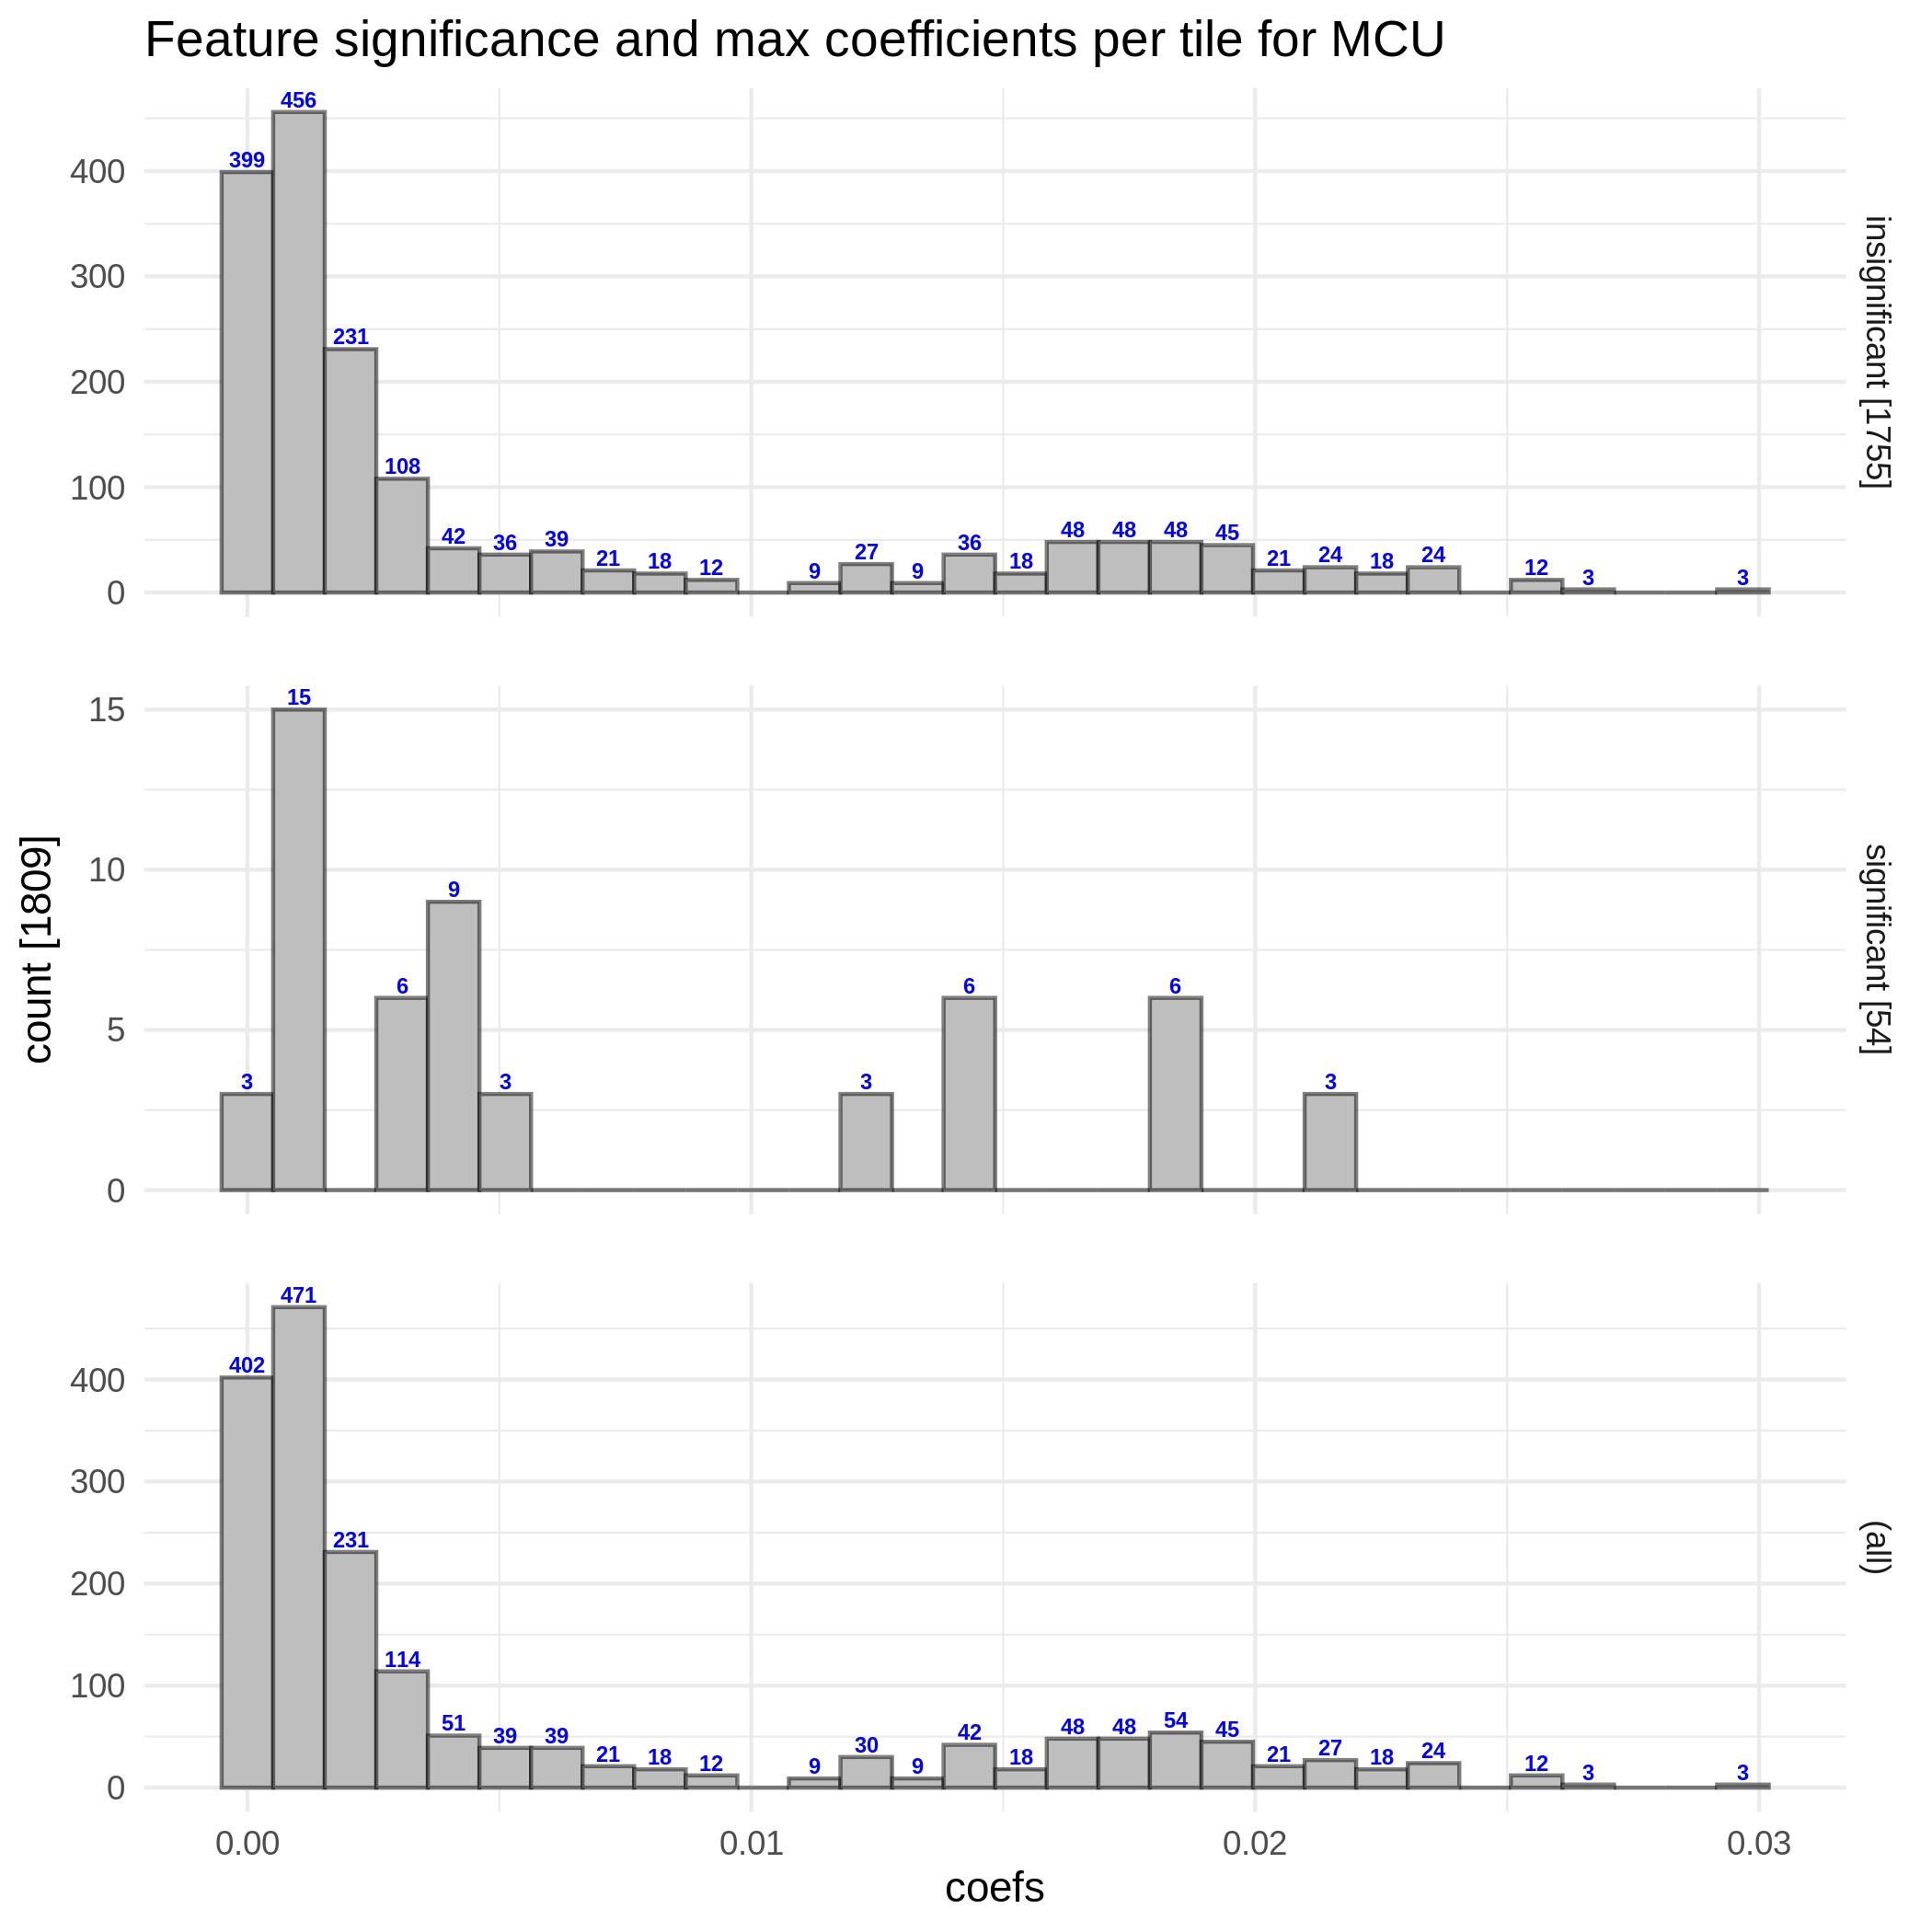 Feature significance and max coefficients per tile for MCU
456
399
400
300
231
200
108
100
42 36 39 21 18 12 9 27 9 36 18 48 48 48 45 21 24 18 24 12 3 3
0
insignificant [1755]
15
15
10
9
6 6 6
5
3 3 3 3
0
significant [54]
count [1809]
471
402
400
300
231
200
114
100
51 39 39 21 18 12 9 30 9 42 18 48 48 54 45 21 27 18 24 12 3 3
0
(all)
0.00 0.01 0.02 0.03
coefs